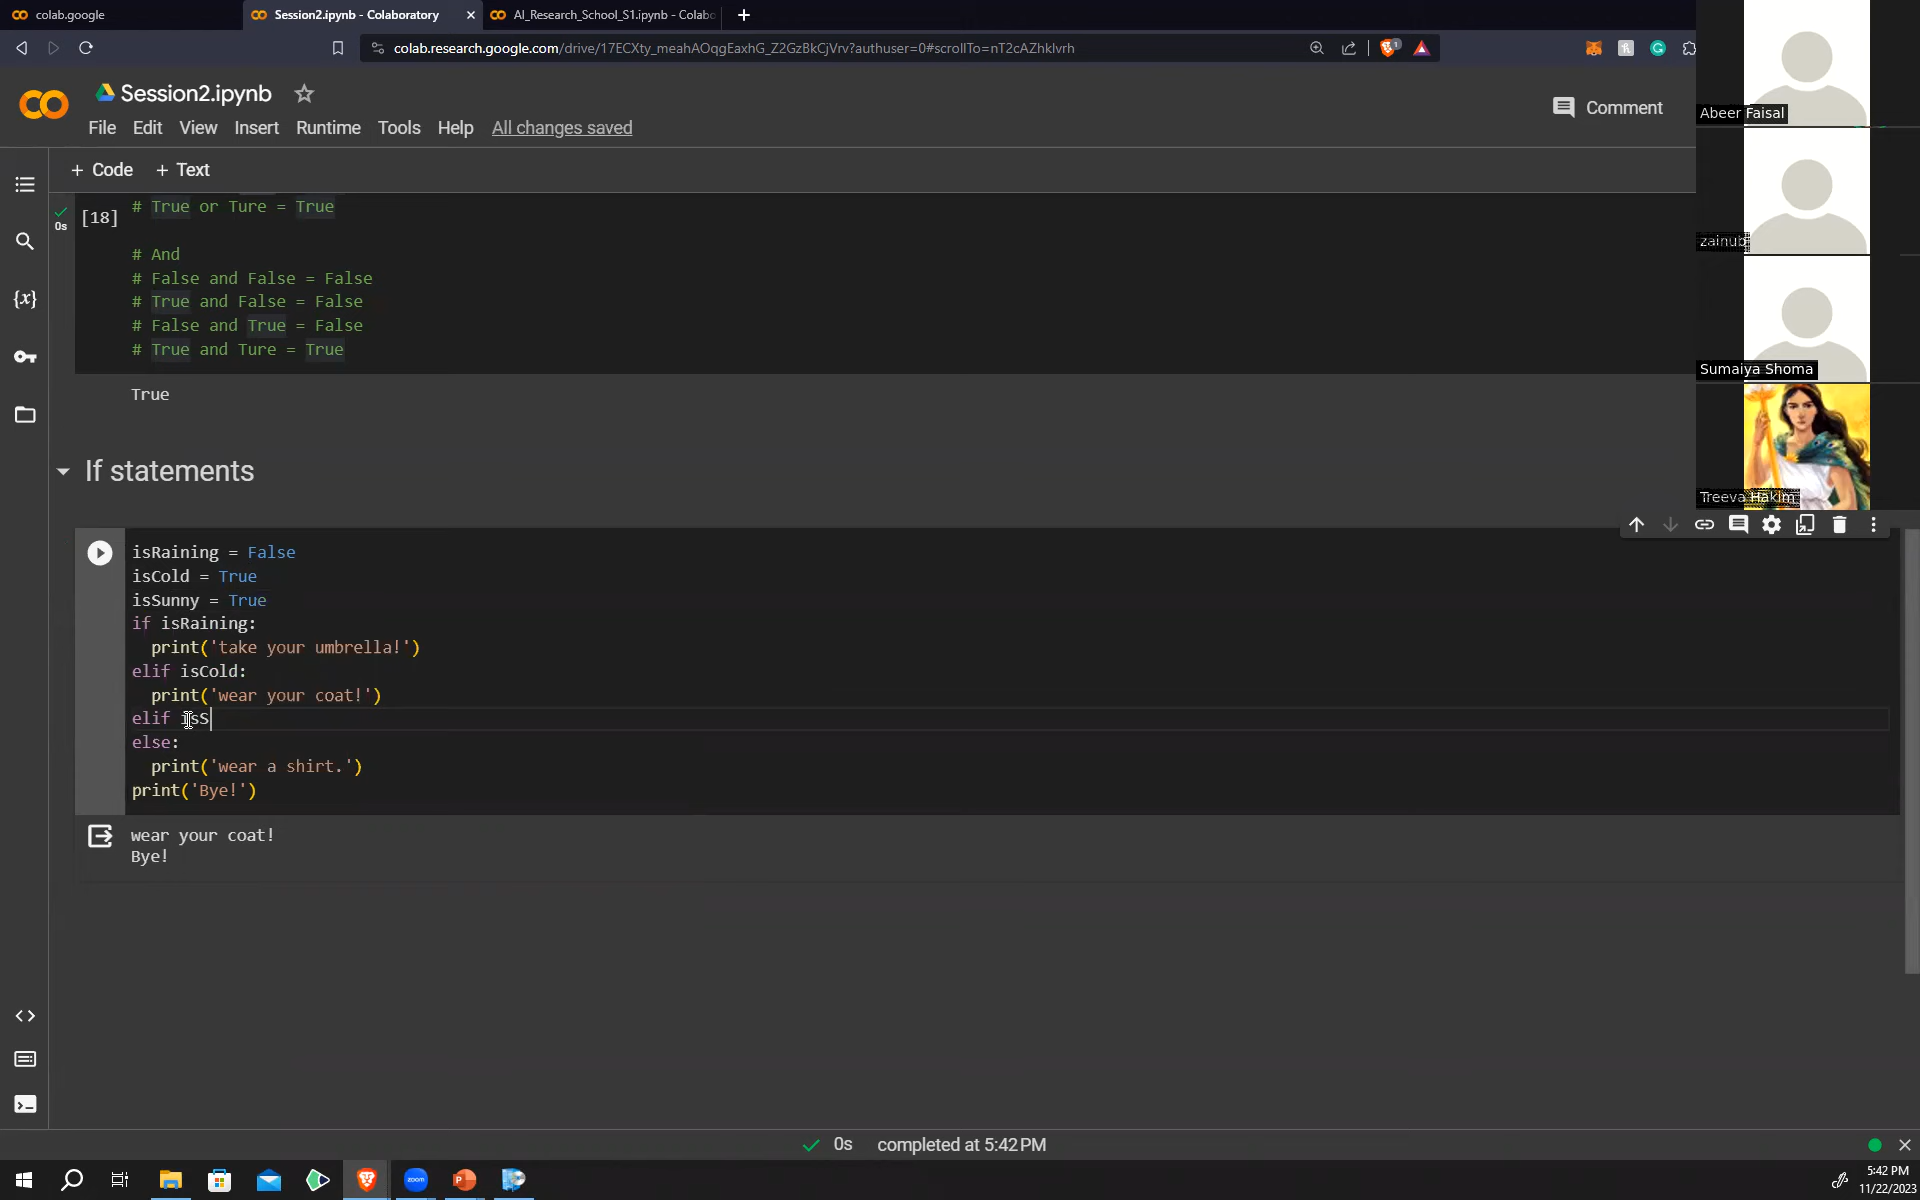 colab.google
Session2.ipynb - Colaboratory
AI_Research_School_S1.ipynb - Colabo
colab.research.google.com/drive/17ECXty_meahAOqgEaxhG_Z2GzBkCjVrv?authuser=0#scrollTo=nT2cAZhklvrh
Session2.ipynb
File Edit View Insert Runtime Tools Help All changes saved
Comment
+ Code + Text
Abeer Faisal
zainub
Sumaiya Shoma
Treeva Hakim
0s
[18]
# True or Ture = True
# And
# False and False = False
# True and False = False
# False and True = False
# True and Ture = True
True
If statements
isRaining = False
isCold = True
isSunny = True
if isRaining:
print('take your umbrella!')
elif isCold:
print('wear your coat!')
elif isS
else:
print('wear a shirt.')
print('Bye!')
wear your coat!
Bye!
0s completed at 5:42 PM
zoom
5:42 PM
11/22/2023